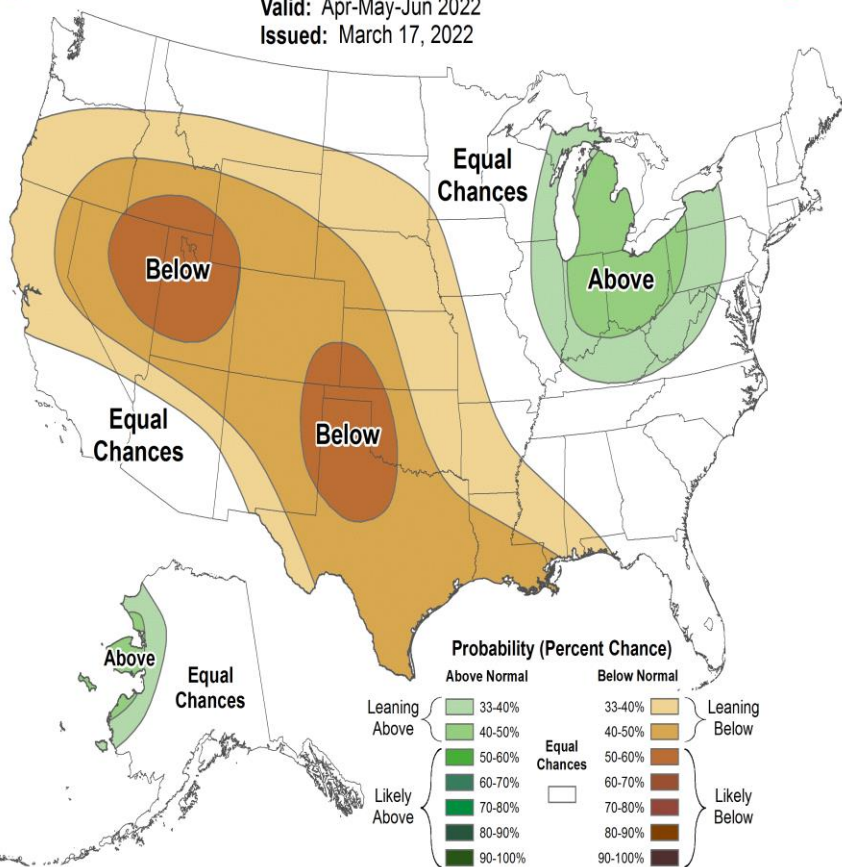 Valid: Apr-May-Jun 2022
Issued: March 17, 2022
Equal
Chances
Above
Below
Below
Equal
Chances
Above
Equal
Chances
Probability (Percent Chance)
Above Normal
Below Normal
Leaning
Above
33-40%
40-50%
Likely
Above
50-60%
60-70%
70-80%
80-90%
90-100%
Equal
Chances
33-40%
40-50%
Leaning
Below
50-60%
60-70%
70-80%
80-90%
90-100%
Likely
Below